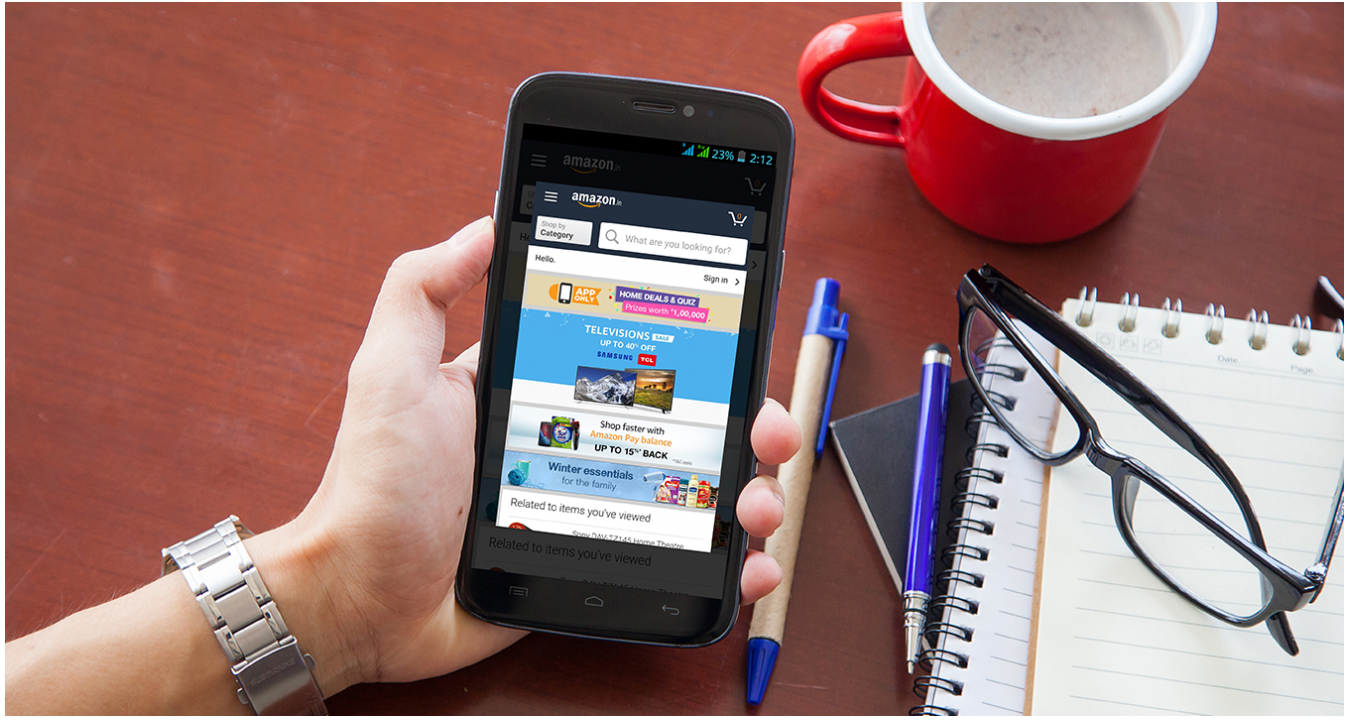 23% 2:12
amazon.in
amazon.in
0
Shop by
Category
What are you looking for?
Hello.
Sign in
APP
ONLY
HOME DEALS & QUIZ
Prizes worth ₹1,00,000
TELEVISIONS SALE
UP TO 40%* OFF
SAMSUNG TCL
Shop faster with
Amazon Pay balance
UP TO 15%* BACK
Winter essentials
for the family
Related to items you've viewed
Sony DAV-TZ145 Home Theatre
Related to items you've viewed
Date
Page